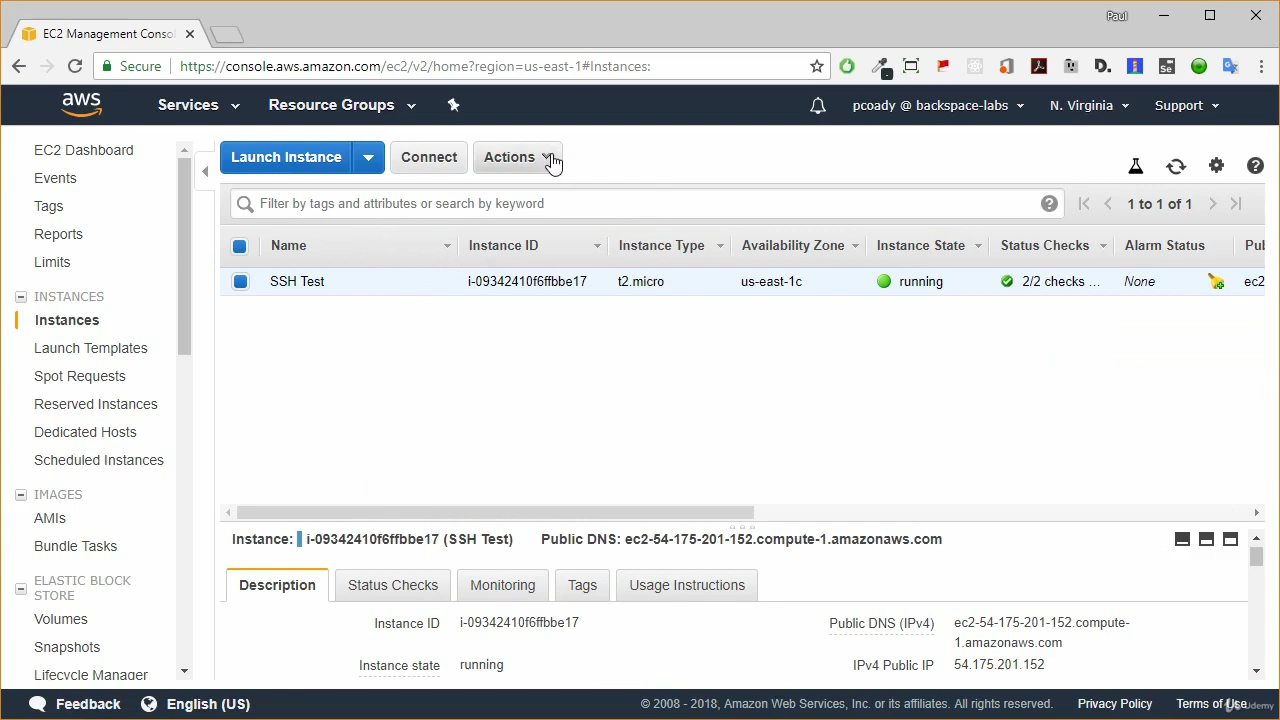 Paul
EC2 Management Conso
Secure https://console.aws.amazon.com/ec2/v2/home?region=us-east-1#Instances:
aws Services Resource Groups pcoady @ backspace-labs N. Virginia Support
EC2 Dashboard
Events
Tags
Reports
Limits
INSTANCES
Instances
Launch Templates
Spot Requests
Reserved Instances
Dedicated Hosts
Scheduled Instances
IMAGES
AMIs
Bundle Tasks
ELASTIC BLOCK
STORE
Volumes
Snapshots
Lifecycle Manager
Launch Instance Connect Actions
Filter by tags and attributes or search by keyword 1 to 1 of 1
Name Instance ID Instance Type Availability Zone Instance State Status Checks Alarm Status Pub
SSH Test i-09342410f6ffbbe17 t2.micro us-east-1c running 2/2 checks ... None ec2
Instance: i-09342410f6ffbbe17 (SSH Test) Public DNS: ec2-54-175-201-152.compute-1.amazonaws.com
Description Status Checks Monitoring Tags Usage Instructions
Instance ID i-09342410f6ffbbe17 Public DNS (IPv4) ec2-54-175-201-152.compute-
1.amazonaws.com
Instance state running IPv4 Public IP 54.175.201.152
Feedback English (US) © 2008 - 2018, Amazon Web Services, Inc. or its affiliates. All rights reserved. Privacy Policy Terms of Use
Udemy